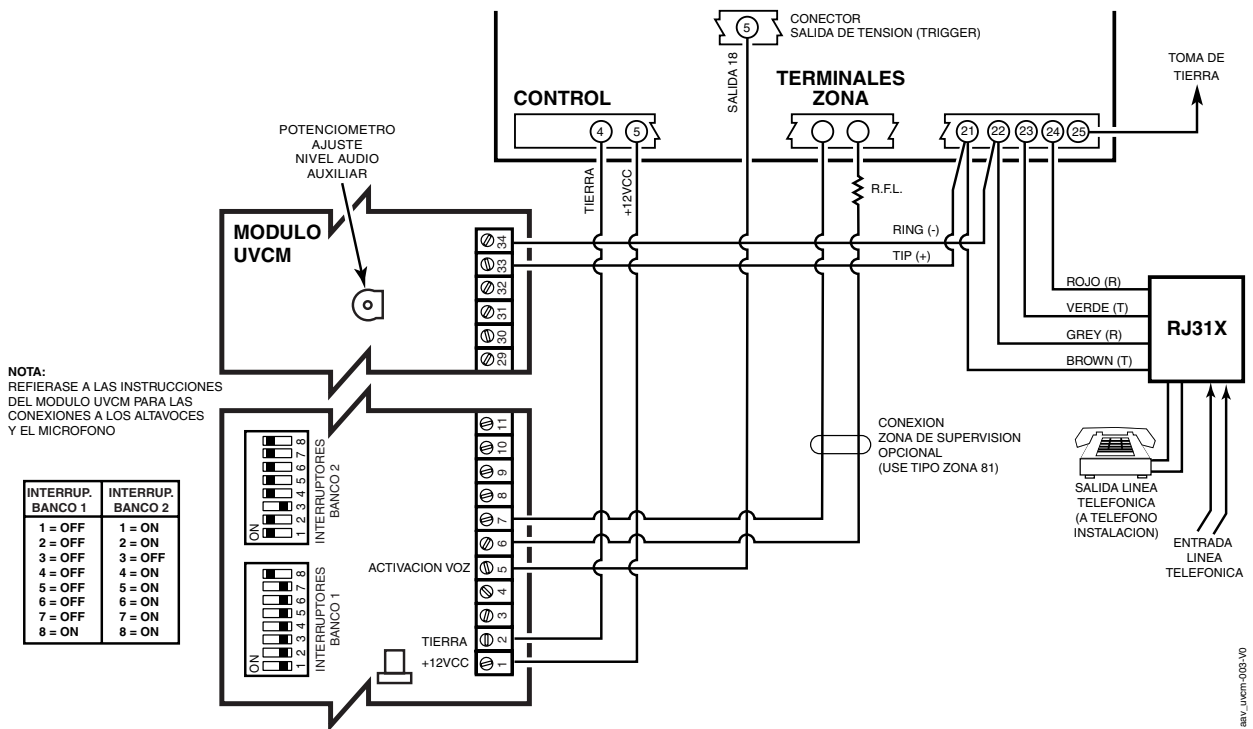 CONECTOR
SALIDA DE TENSION (TRIGGER)
5
SALIDA 18
TOMA DE
TIERRA
CONTROL
TERMINALES
ZONA
4 5
21 22 23 24 25
POTENCIOMETRO
AJUSTE
NIVEL AUDIO
AUXILIAR
TIERRA
+12VCC
R.F.L.
MODULO
UVCM
34
33
32
31
30
29
RING (-)
TIP (+)
ROJO (R)
VERDE (T)
GREY (R)
BROWN (T)
RJ31X
NOTA:
REFIERASE A LAS INSTRUCCIONES
DEL MODULO UVCM PARA LAS
CONEXIONES A LOS ALTAVOCES
Y EL MICROFONO
CONEXION
ZONA DE SUPERVISION
OPCIONAL
(USE TIPO ZONA 81)
SALIDA LINEA
TELEFONICA
(A TELEFONO
INSTALACION)
ENTRADA
LINEA
TELEFONICA
INTERRUP. BANCO 1 INTERRUP. BANCO 2
1 = OFF 1 = ON
2 = OFF 2 = ON
3 = OFF 3 = OFF
4 = OFF 4 = ON
5 = OFF 5 = ON
6 = OFF 6 = ON
7 = OFF 7 = ON
8 = ON 8 = ON
ON
1 2 3 4 5 6 7 8
INTERRUPTORES
BANCO 2
ON
1 2 3 4 5 6 7 8
INTERRUPTORES
BANCO 1
11
10
9
8
7
6
ACTIVACION VOZ 5
4
3
TIERRA 2
+12VCC 1
aav_uvcm-003-V0